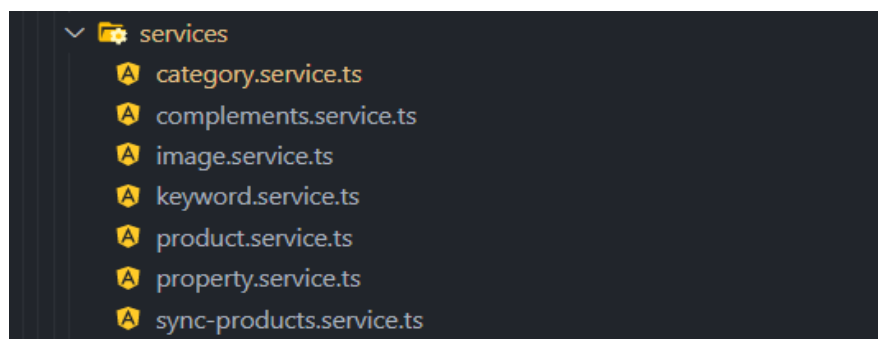 services
category.service.ts
complements.service.ts
image.service.ts
keyword.service.ts
product.service.ts
property.service.ts
sync-products.service.ts